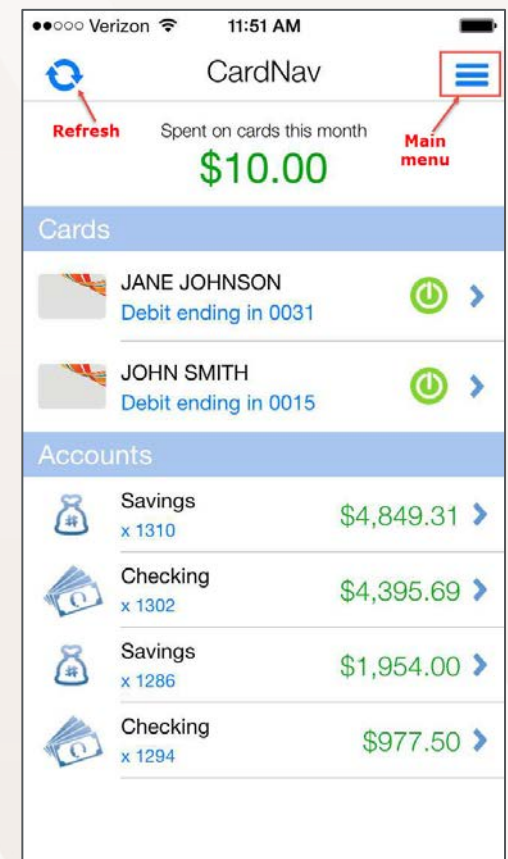 Verizon 11:51 AM
CardNav
Refresh
Main
menu
Spent on cards this month
$10.00
Cards
JANE JOHNSON
Debit ending in 0031
JOHN SMITH
Debit ending in 0015
Accounts
Savings
$4,849.31
x 1310
Checking
$4,395.69
x 1302
Savings
$1,954.00
x 1286
Checking
$977.50
x 1294